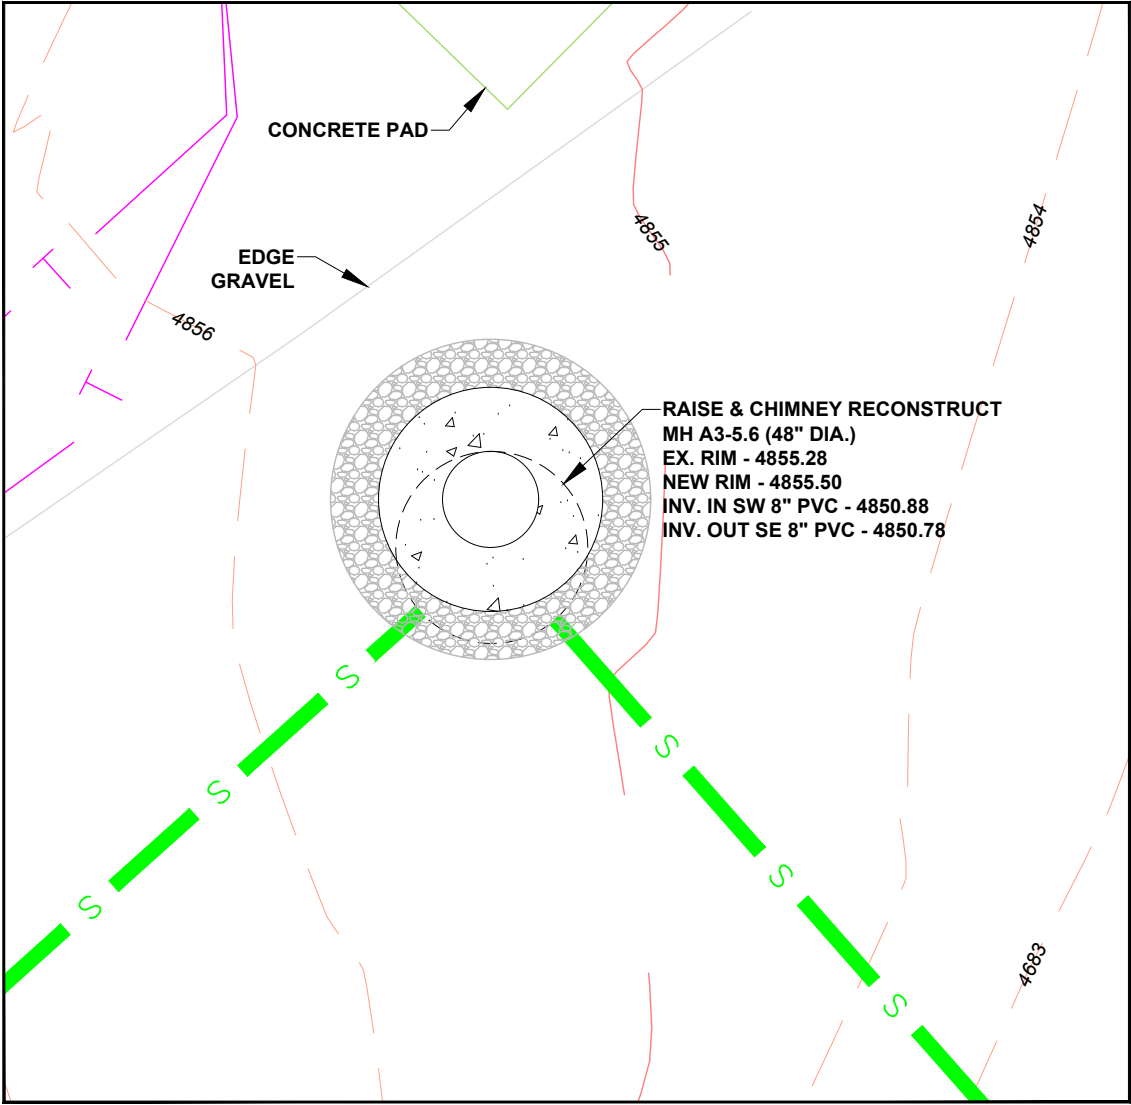 CONCRETE PAD
4855
4854
EDGE
GRAVEL
T
4856
T
RAISE & CHIMNEY RECONSTRUCT
MH A3-5.6 (48" DIA.)
EX. RIM - 4855.28
NEW RIM - 4855.50
INV. IN SW 8" PVC - 4850.88
INV. OUT SE 8" PVC - 4850.78
S
S
S
S
S
4683
S